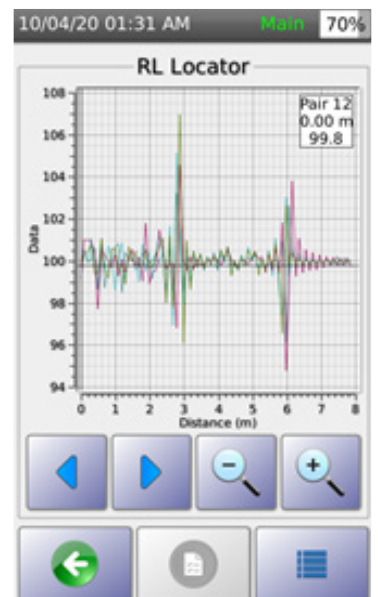 10/04/20 01:31 AM Main 70%
RL Locator
Pair 12
0.00 m
99.8
108
106
104
102
100
98
96
94
Data
0 1 2 3 4 5 6 7 8
Distance (m)